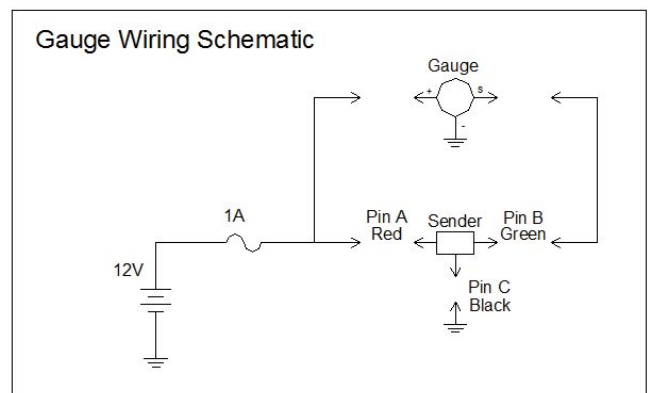 Gauge Wiring Schematic
Gauge
+ s
-
1A
Pin A
Red
Sender
Pin B
Green
12V
Pin C
Black